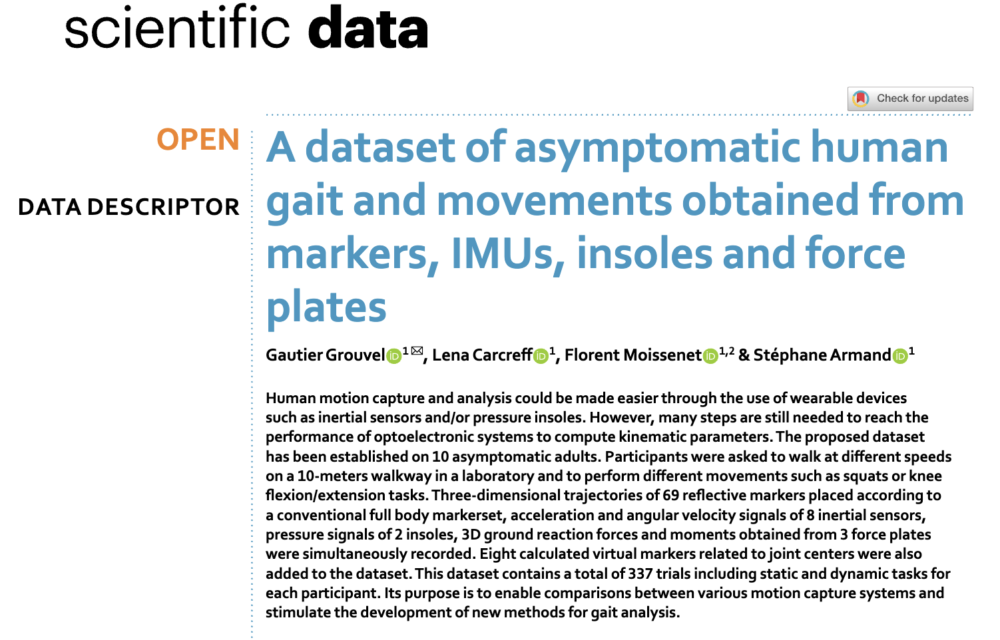 scientific data
Check for updates
OPEN
DATA DESCRIPTOR
A dataset of asymptomatic human
gait and movements obtained from
markers, IMUs, insoles and force
plates
Gautier Grouvel iD 1 ✉, Lena Carcreff iD 1, Florent Moissenet iD 1,2 & Stéphane Armand iD 1
Human motion capture and analysis could be made easier through the use of wearable devices
such as inertial sensors and/or pressure insoles. However, many steps are still needed to reach the
performance of optoelectronic systems to compute kinematic parameters. The proposed dataset
has been established on 10 asymptomatic adults. Participants were asked to walk at different speeds
on a 10-meters walkway in a laboratory and to perform different movements such as squats or knee
flexion/extension tasks. Three-dimensional trajectories of 69 reflective markers placed according to
a conventional full body markerset, acceleration and angular velocity signals of 8 inertial sensors,
pressure signals of 2 insoles, 3D ground reaction forces and moments obtained from 3 force plates
were simultaneously recorded. Eight calculated virtual markers related to joint centers were also
added to the dataset. This dataset contains a total of 337 trials including static and dynamic tasks for
each participant. Its purpose is to enable comparisons between various motion capture systems and
stimulate the development of new methods for gait analysis.